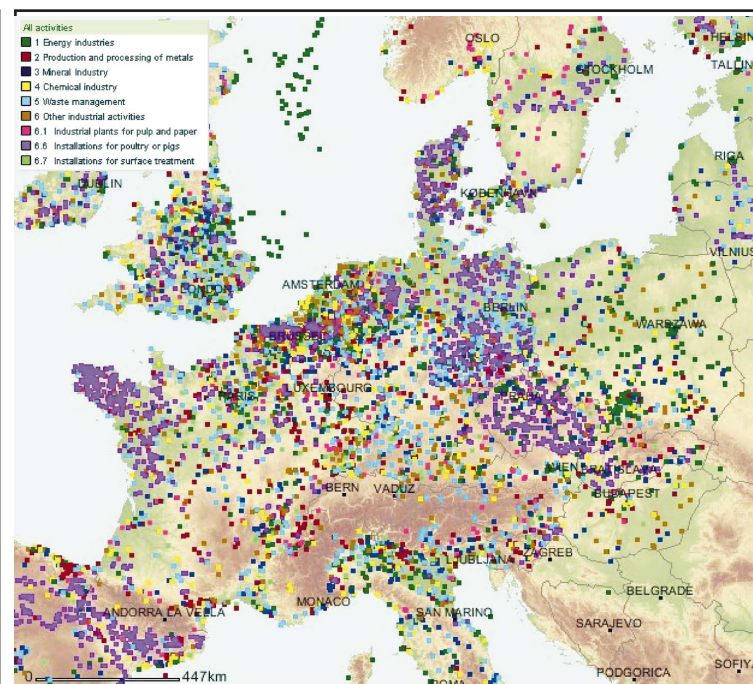 All activities
1 Energy industries
2 Production and processing of metals
3 Mineral Industry
4 Chemical industry
5 Waste management
6 Other industrial activities
6.1 Industrial plants for pulp and paper
6.6 Installations for poultry or pigs
6.7 Installations for surface treatment
OSLO
HELSIN
STOCKHOLM
TALLIN
RIGA
DUBLIN
KØBENHAVN
VILNIUS
AMSTERDAM
LONDON
BERLIN
WARSZAWA
BRUSSEL
LUXEMBOURG
PARIS
PRAHA
WIEN
BRATISLAVA
BERN
VADUZ
BUDAPEST
LJUBLJANA
ZAGREB
BELGRADE
MONACO
SAN MARINO
ANDORRA LA VELLA
SARAJEVO
SOFIY
PODGORICA
ROMA
0 447km